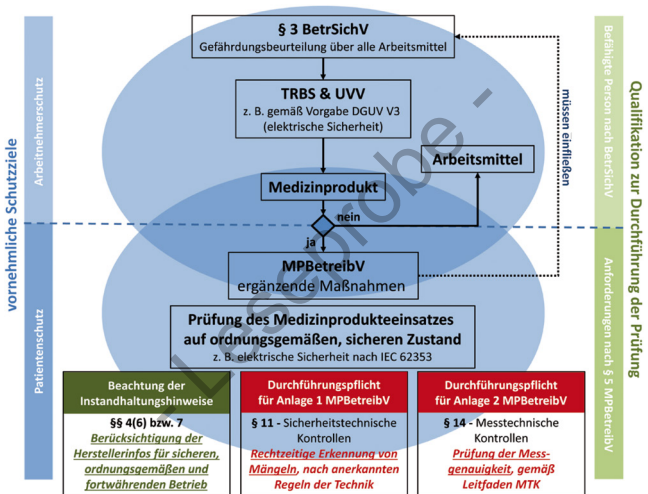 § 3 BetrSichV
Gefährdungsbeurteilung über alle Arbeitsmittel
TRBS & UVV
z. B. gemäß Vorgabe DGUV V3
(elektrische Sicherheit)
Arbeitsmittel
Medizinprodukt
nein
ja
MPBetreibV
ergänzende Maßnahmen
müssen einfließen
Prüfung des Medizinprodukteeinsatzes
auf ordnungsgemäßen, sicheren Zustand
z. B. elektrische Sicherheit nach IEC 62353
Beachtung der
Instandhaltungshinweise
§§ 4(6) bzw. 7
Berücksichtigung der
Herstellerinfos für sicheren,
ordnungsgemäßen und
fortwährenden Betrieb
Durchführungspflicht
für Anlage 1 MPBetreibV
§ 11 - Sicherheitstechnische
Kontrollen
Rechtzeitige Erkennung von
Mängeln, nach anerkannten
Regeln der Technik
Durchführungspflicht
für Anlage 2 MPBetreibV
§ 14 - Messtechnische
Kontrollen
Prüfung der Mess-
genauigkeit, gemäß
Leitfaden MTK
vornehmliche Schutzziele
Arbeitnehmerschutz
Patientenschutz
Befähigte Person nach BetrSichV
Anforderungen nach § 5 MPBetreibV
Qualifikation zur Durchführung der Prüfung
- Leseprobe -